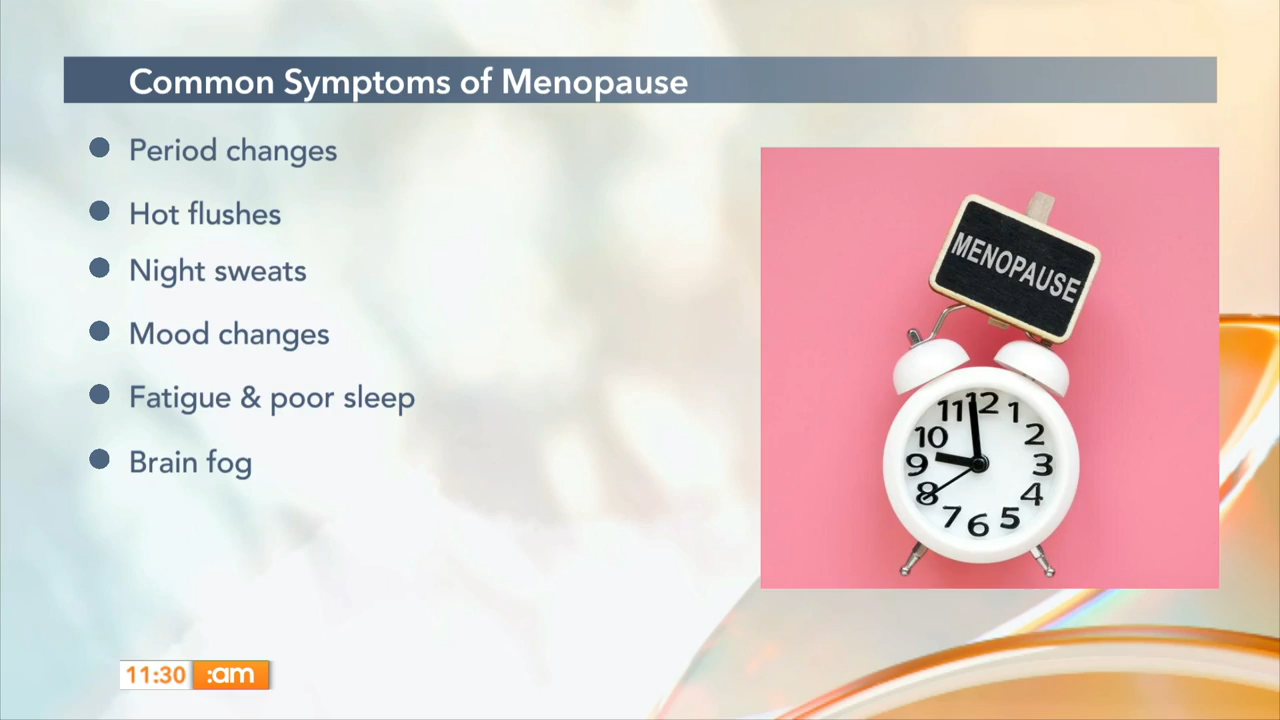 Common Symptoms of Menopause
Period changes
Hot flushes
Night sweats
Mood changes
Fatigue & poor sleep
Brain fog
MENOPAUSE
12
1
2
3
4
5
6
7
8
9
10
11
11:30 :am